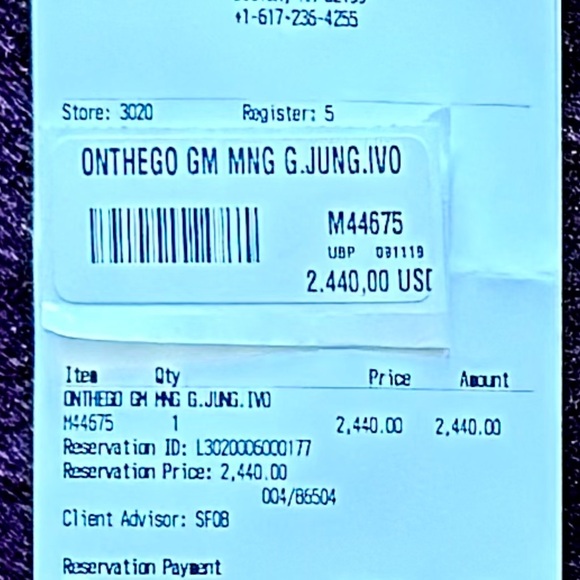 +1-617-236-4255
Store: 3020 Register: 5
ONTHEGO GM MNG G.JUNG.IVO
M44675
UBP 031119
2.440,00 USD
Item Qty Price Amount
ONTHEGO GM MNG G.JUNG.IVO
M44675 1 2,440.00 2,440.00
Reservation ID: L3020006000177
Reservation Price: 2,440.00
004/86504
Client Advisor: SF08
Reservation Payment